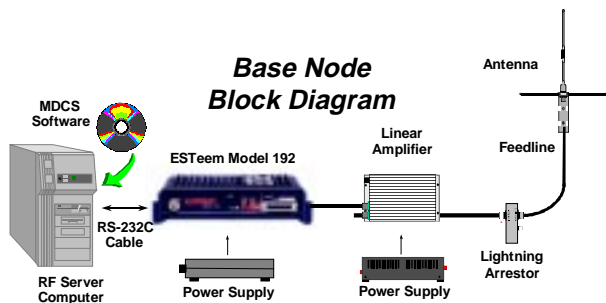 Base Node
Block Diagram
MDCS
Software
ESTeem Model 192
Linear
Amplifier
Antenna
Feedline
RS-232C
Cable
RF Server
Computer
Power Supply
Power Supply
Lightning
Arrestor